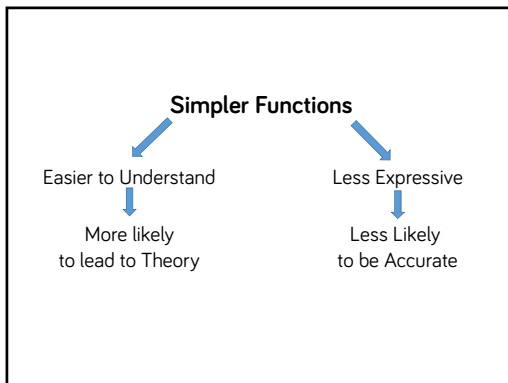 Simpler Functions
Easier to Understand
Less Expressive
More likely
to lead to Theory
Less Likely
to be Accurate